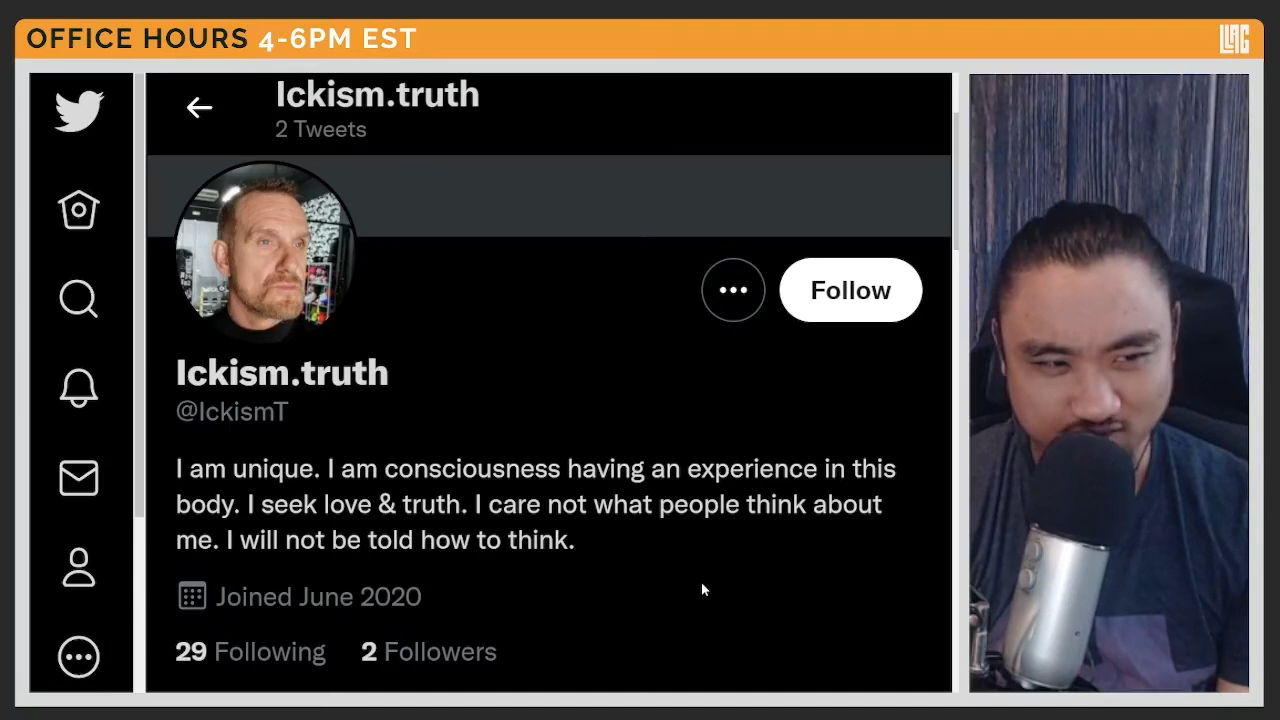 OFFICE HOURS 4-6PM EST
LLAG
Ickism.truth
2 Tweets
Follow
Ickism.truth
@IckismT
I am unique. I am consciousness having an experience in this
body. I seek love & truth. I care not what people think about
me. I will not be told how to think.
Joined June 2020
29 Following 2 Followers